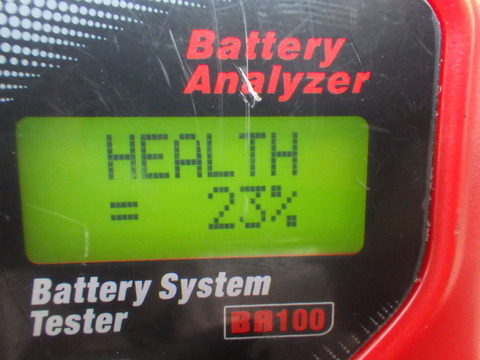 Battery
Analyzer
HEALTH
= 23%
Battery System
Tester
BA100